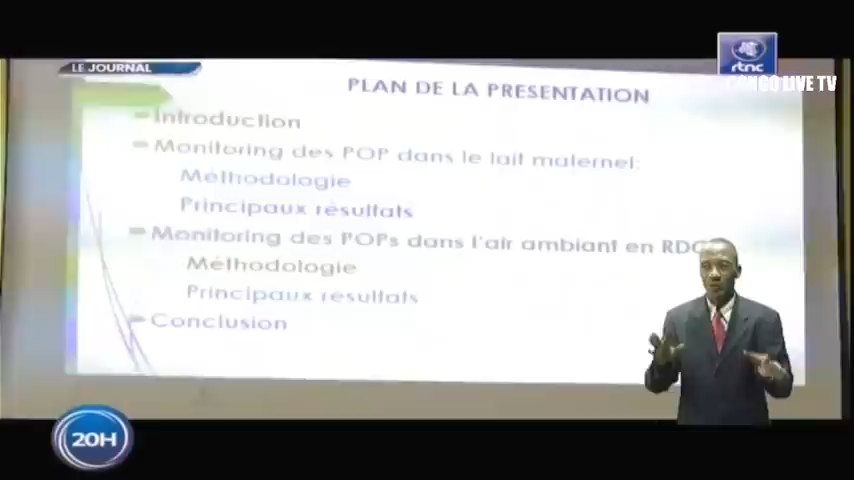 LE JOURNAL
rtnc
CONGO LIVE TV
PLAN DE LA PRESENTATION
Introduction
Monitoring des POP dans le lait maternel:
Méthodologie
Principaux résultats
Monitoring des POPs dans l'air ambiant en RDC
Méthodologie
Principaux résultats
Conclusion
20H